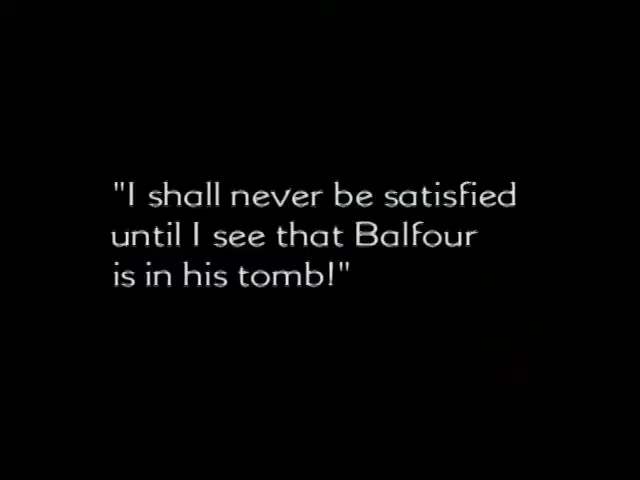 "I shall never be satisfied
until I see that Balfour
is in his tomb!"